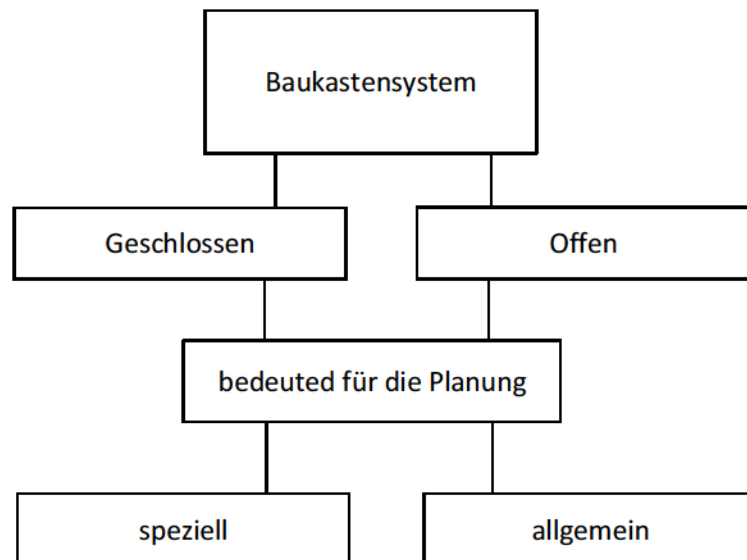 Baukastensystem
Geschlossen
Offen
bedeuted für die Planung
speziell
allgemein